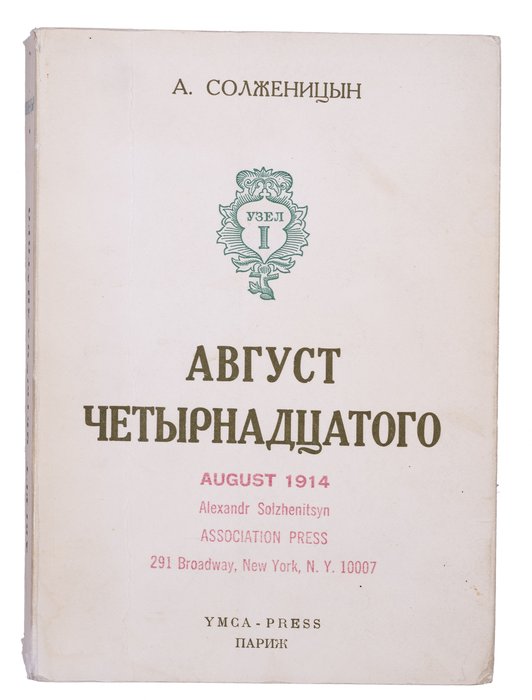 А. СОЛЖЕНИЦЫН
УЗЕЛ
I
АВГУСТ
ЧЕТЫРНАДЦАТОГО
AUGUST 1914
Alexandr Solzhenitsyn
ASSOCIATION PRESS
291 Broadway, New York, N. Y. 10007
YMCA-PRESS
ПАРИЖ